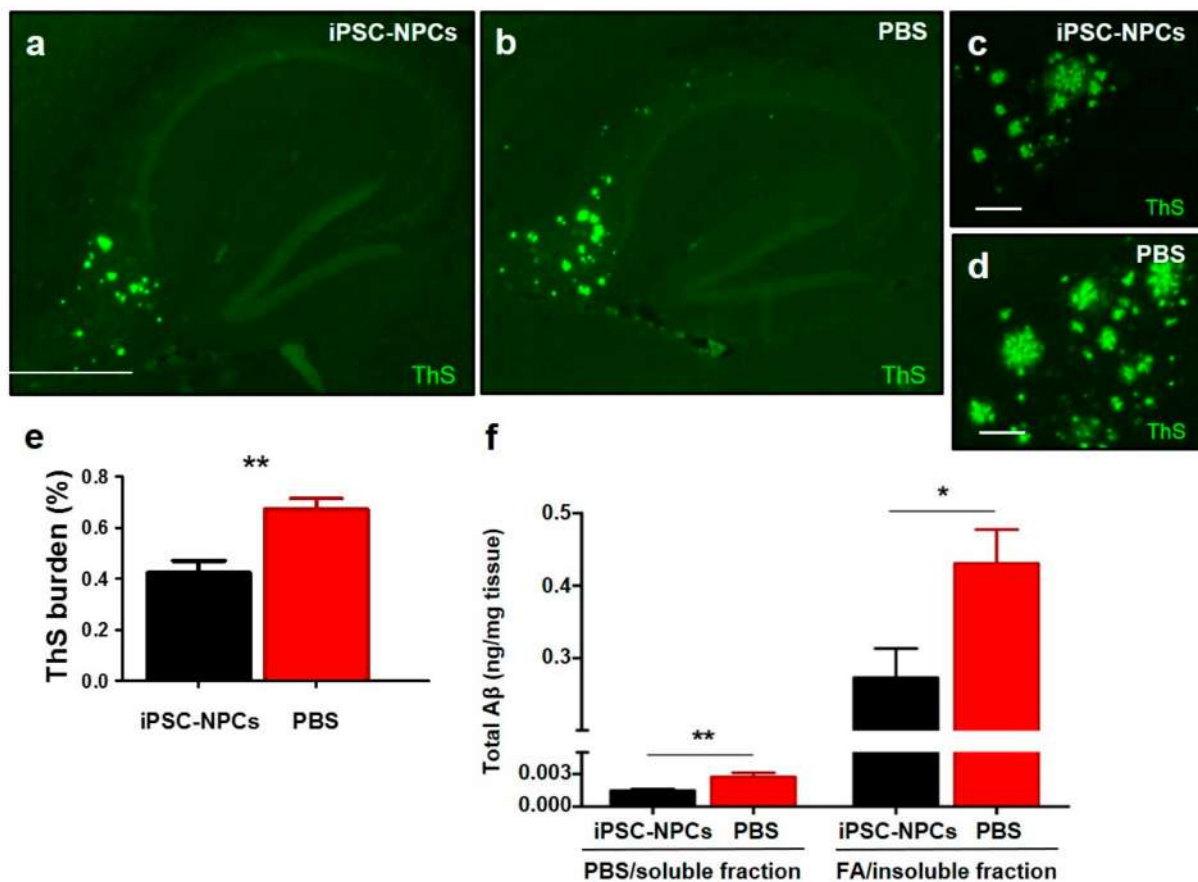 a
iPSC-NPCs
ThS
b
PBS
ThS
c
iPSC-NPCs
ThS
d
PBS
ThS
e
**
ThS burden (%)
0.8
0.6
0.4
0.2
0.0
iPSC-NPCs PBS
f
Total Aβ (ng/mg tissue)
0.5
0.4
0.3
0.003
0.000
**
*
iPSC-NPCs PBS iPSC-NPCs PBS
PBS/soluble fraction FA/insoluble fraction